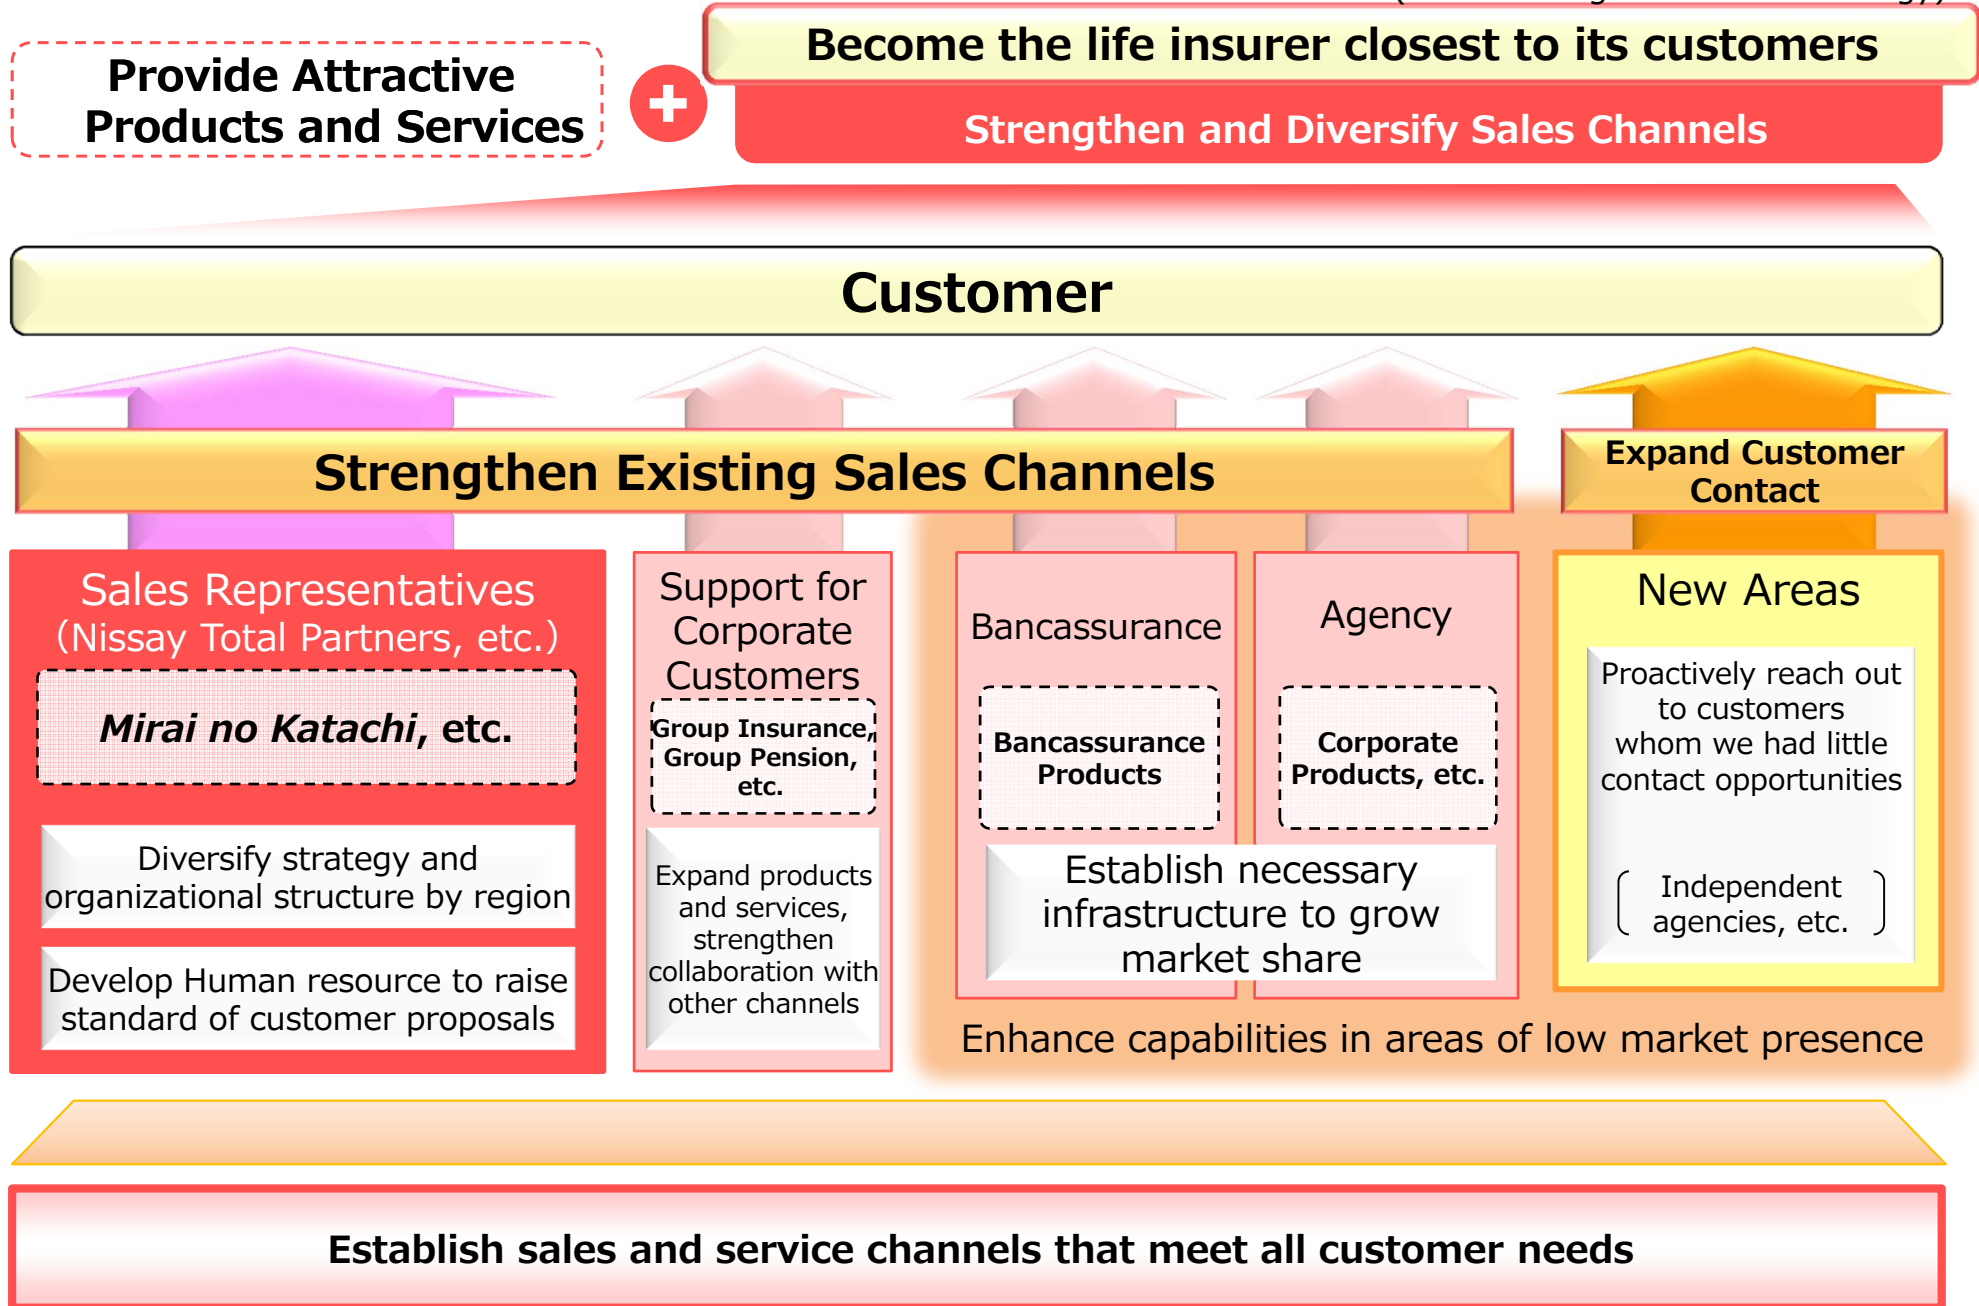 Become the life insurer closest to its customers
Provide Attractive
Products and Services
Strengthen and Diversify Sales Channels
Customer
Strengthen Existing Sales Channels
Expand Customer
Contact
Sales Representatives
（Nissay Total Partners, etc.）
Mirai no Katachi, etc.
Diversify strategy and
organizational structure by region
Develop Human resource to raise
standard of customer proposals
Support for
Corporate
Customers
Group Insurance,
Group Pension,
etc.
Expand products
and services,
strengthen
collaboration with
other channels
Bancassurance
Bancassurance
Products
Agency
Corporate
Products, etc.
Establish necessary
infrastructure to grow
market share
New Areas
Proactively reach out
to customers
whom we had little
contact opportunities
Independent
agencies, etc.
Enhance capabilities in areas of low market presence
Establish sales and service channels that meet all customer needs